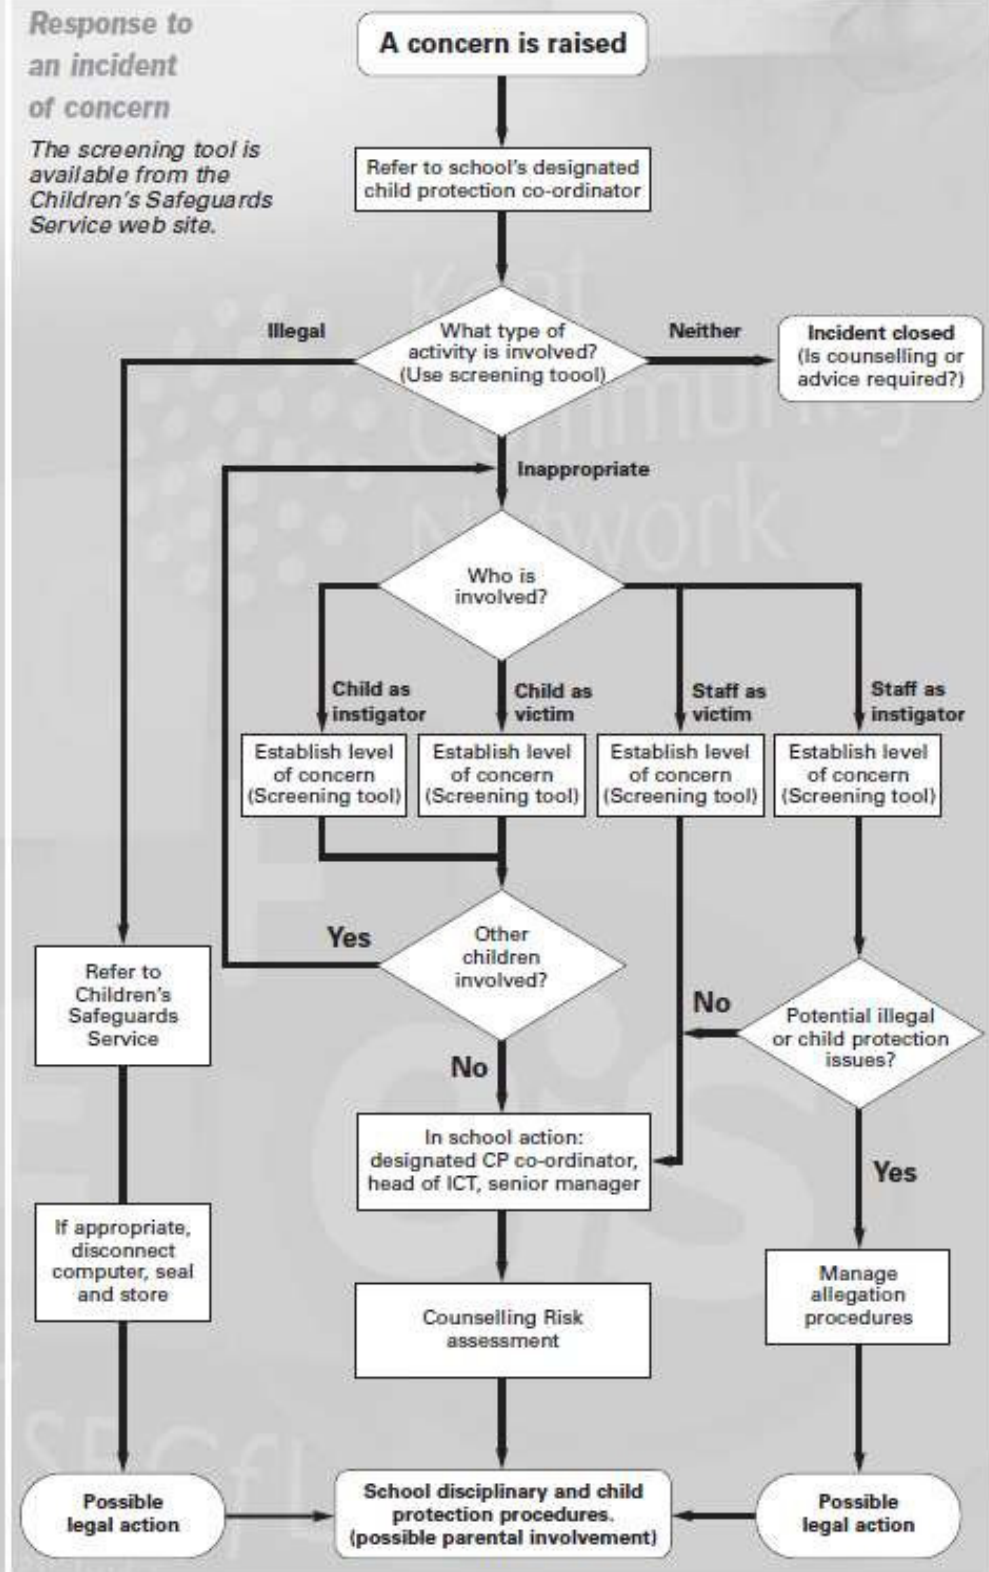 Response to
an incident
of concern
The screening tool is
available from the
Children's Safeguards
Service web site.
A concern is raised
Refer to school's designated
child protection co-ordinator
Illegal
What type of
activity is involved?
(Use screening toool)
Neither
Incident closed
(Is counselling or
advice required?)
Inappropriate
Kent
Community
Network
Who is
involved?
Child as
instigator
Child as
victim
Staff as
victim
Staff as
instigator
Establish level
of concern
(Screening tool)
Establish level
of concern
(Screening tool)
Establish level
of concern
(Screening tool)
Establish level
of concern
(Screening tool)
Yes
Other
children
involved?
Refer to
Children's
Safeguards
Service
No
Potential illegal
or child protection
issues?
No
In school action:
designated CP co-ordinator,
head of ICT, senior manager
Yes
If appropriate,
disconnect
computer, seal
and store
Manage
allegation
procedures
Counselling Risk
assessment
Possible
legal action
School disciplinary and child
protection procedures.
(possible parental involvement)
Possible
legal action